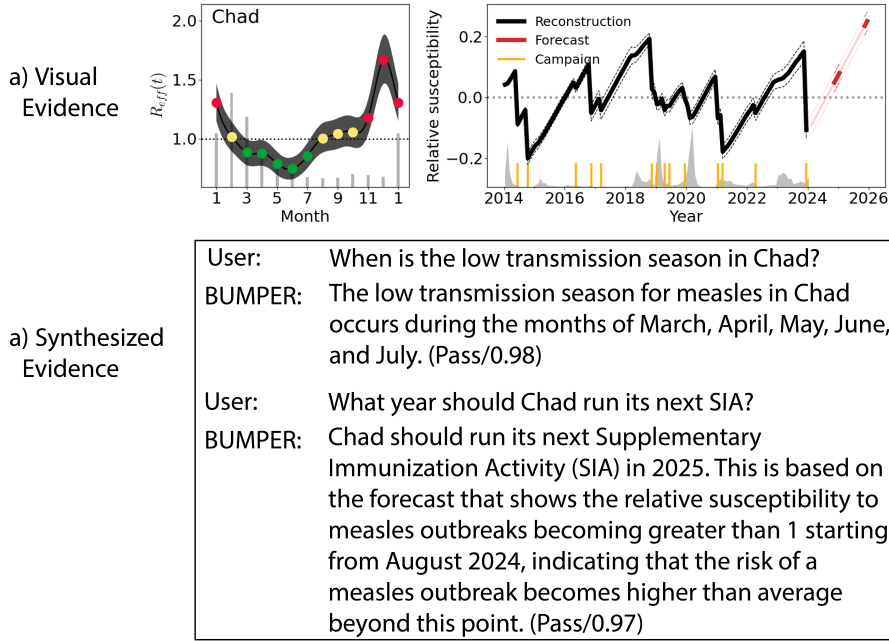 a) Visual
Evidence
Chad
2.0
1.5
1.0
R_eff(t)
1 3 5 7 9 11 1
Month
Relative susceptibility
0.2
0.0
−0.2
Reconstruction
Forecast
Campaign
2014 2016 2018 2020 2022 2024 2026
Year
a) Synthesized
Evidence
User: When is the low transmission season in Chad?
BUMPER: The low transmission season for measles in Chad
occurs during the months of March, April, May, June,
and July. (Pass/0.98)
User: What year should Chad run its next SIA?
BUMPER: Chad should run its next Supplementary
Immunization Activity (SIA) in 2025. This is based on
the forecast that shows the relative susceptibility to
measles outbreaks becoming greater than 1 starting
from August 2024, indicating that the risk of a
measles outbreak becomes higher than average
beyond this point. (Pass/0.97)